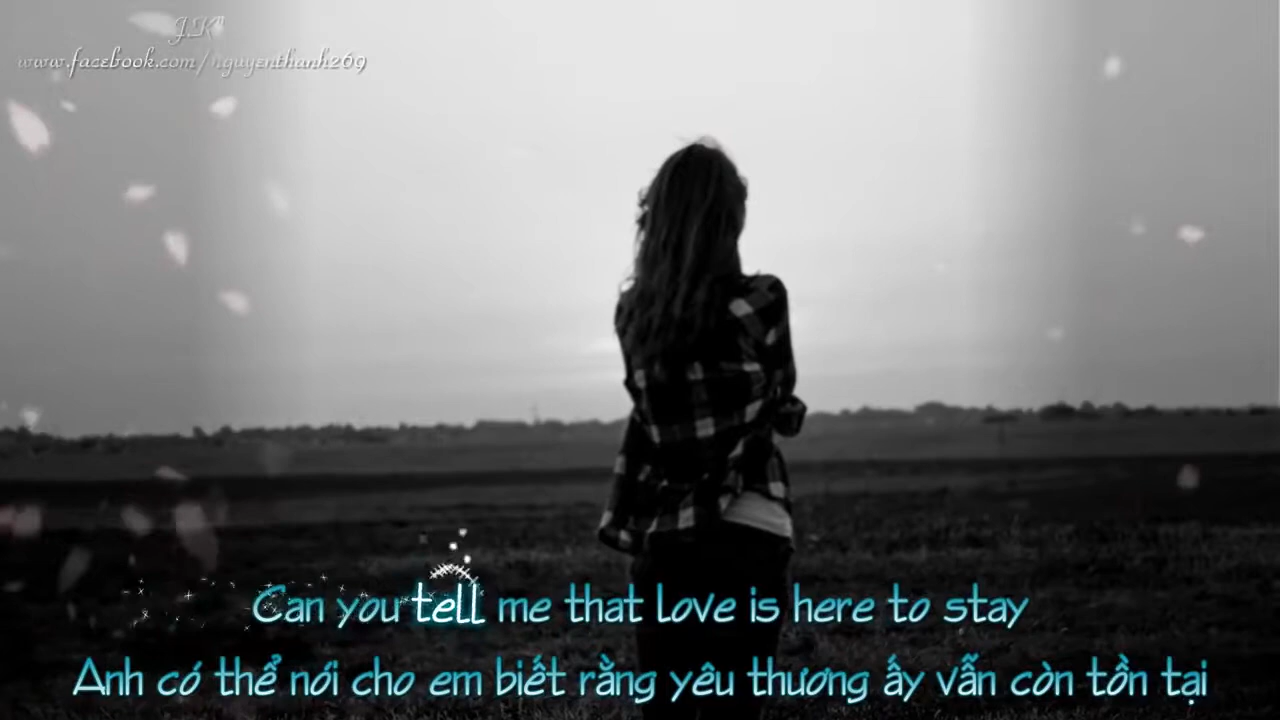 J.K"
www.facebook.com/nguyenthanh269
Can you tell me that love is here to stay
Anh có thể nói cho em biết rằng yêu thương ấy vẫn còn tồn tại